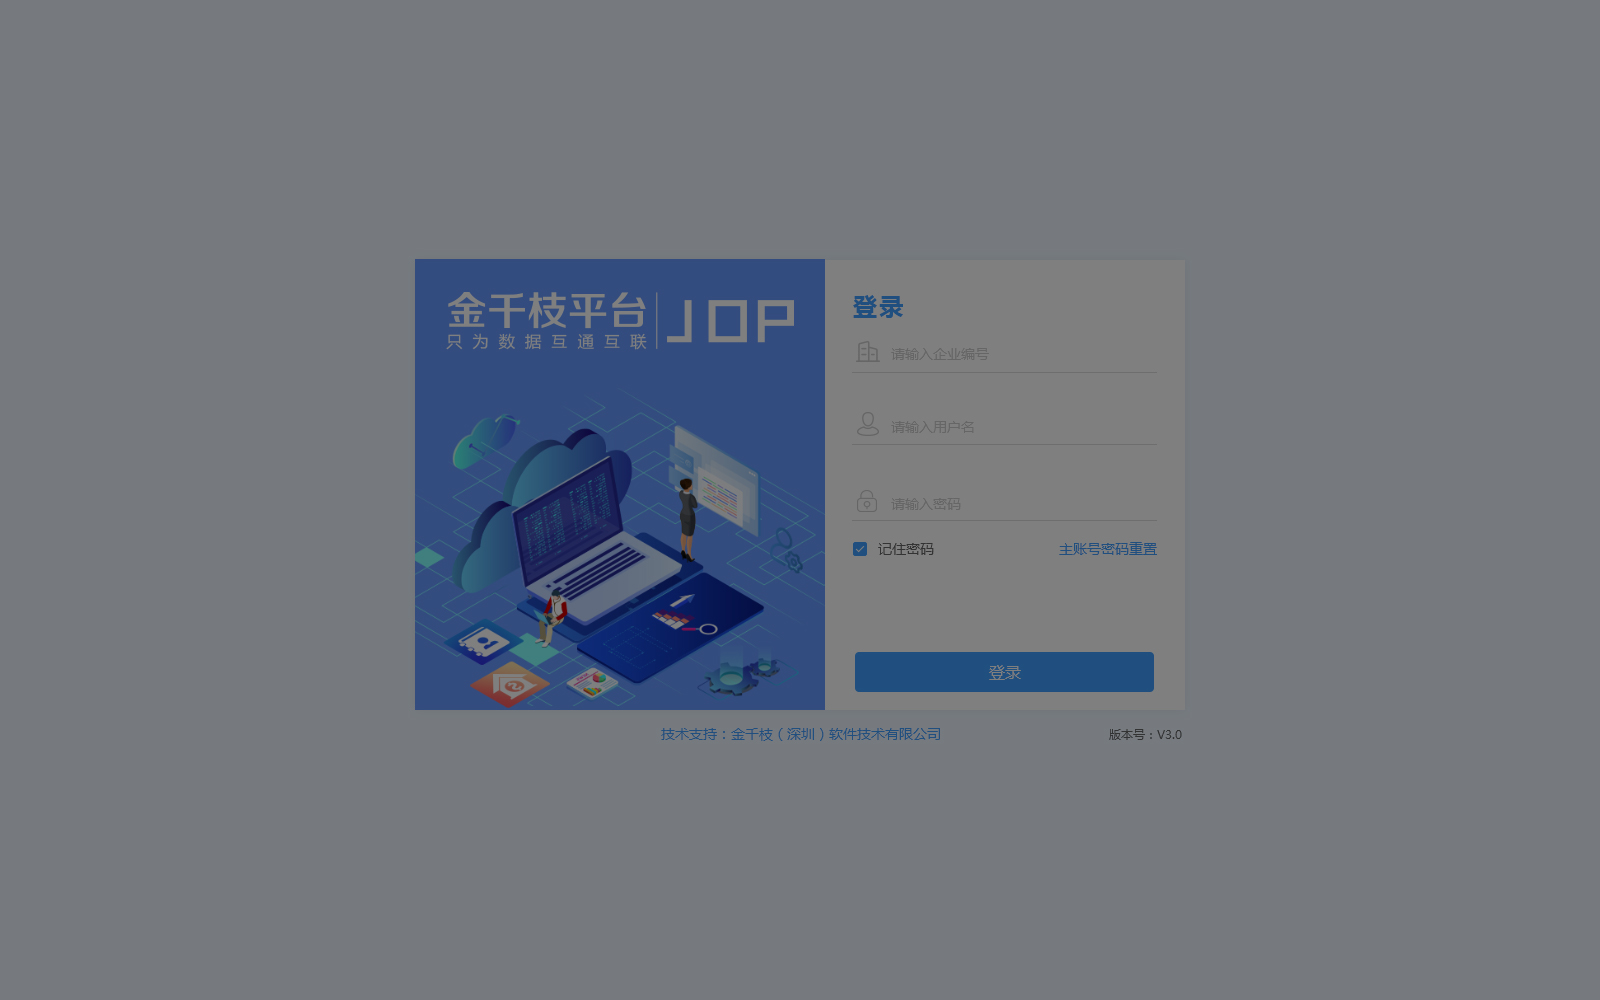 金千枝平台
只为数据互通互联
JOP
登录
请输入企业编号
请输入用户名
请输入密码
记住密码 主账号密码重置
登录
技术支持：金千枝（深圳）软件技术有限公司 版本号：V3.0